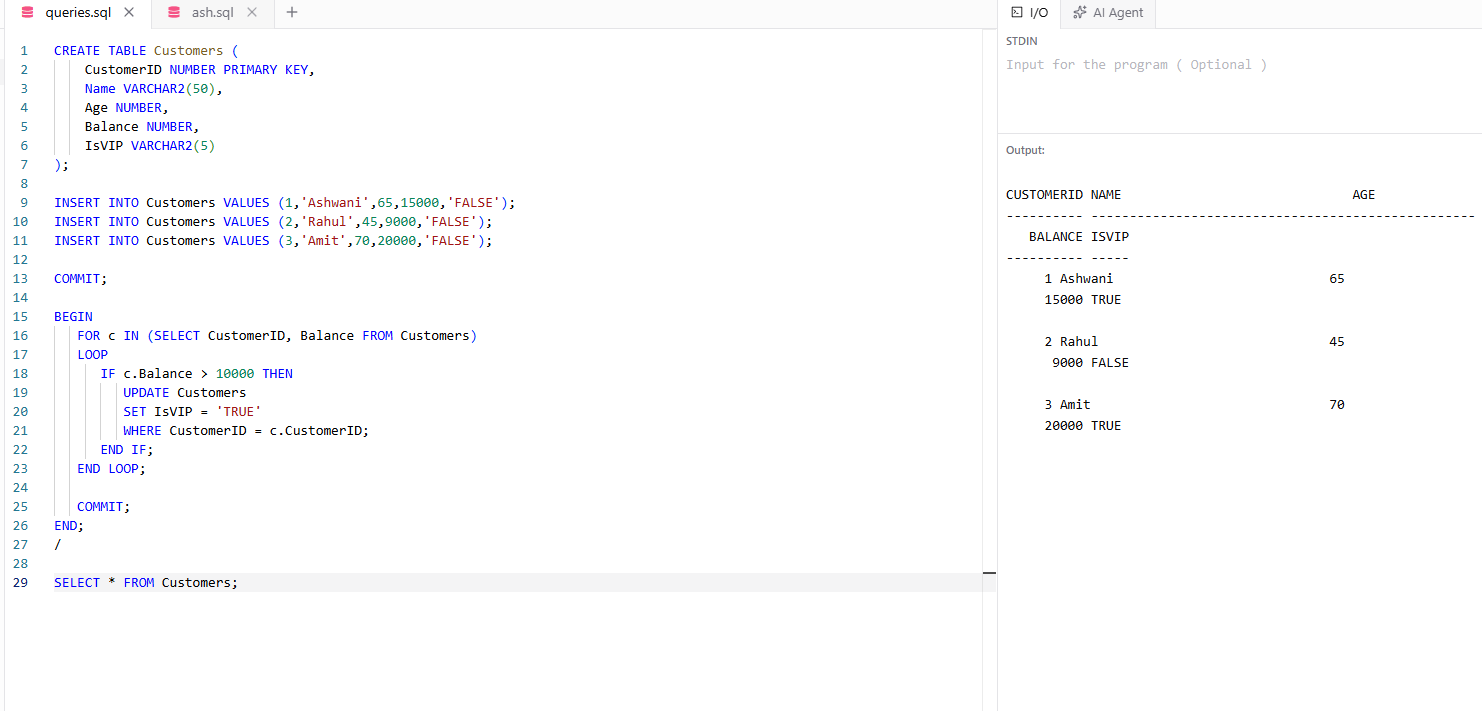 queries.sql
ash.sql
1 CREATE TABLE Customers (
2 CustomerID NUMBER PRIMARY KEY,
3 Name VARCHAR2(50),
4 Age NUMBER,
5 Balance NUMBER,
6 IsVIP VARCHAR2(5)
7 );
8
9 INSERT INTO Customers VALUES (1,'Ashwani',65,15000,'FALSE');
10 INSERT INTO Customers VALUES (2,'Rahul',45,9000,'FALSE');
11 INSERT INTO Customers VALUES (3,'Amit',70,20000,'FALSE');
12
13 COMMIT;
14
15 BEGIN
16 FOR c IN (SELECT CustomerID, Balance FROM Customers)
17 LOOP
18 IF c.Balance > 10000 THEN
19 UPDATE Customers
20 SET IsVIP = 'TRUE'
21 WHERE CustomerID = c.CustomerID;
22 END IF;
23 END LOOP;
24
25 COMMIT;
26 END;
27 /
28
29 SELECT * FROM Customers;
I/O
AI Agent
STDIN
Input for the program ( Optional )
Output:
CUSTOMERID NAME AGE
---------- -------------------------------------------------- 
BALANCE ISVIP
---------- -----
1 Ashwani 65
15000 TRUE
2 Rahul 45
9000 FALSE
3 Amit 70
20000 TRUE